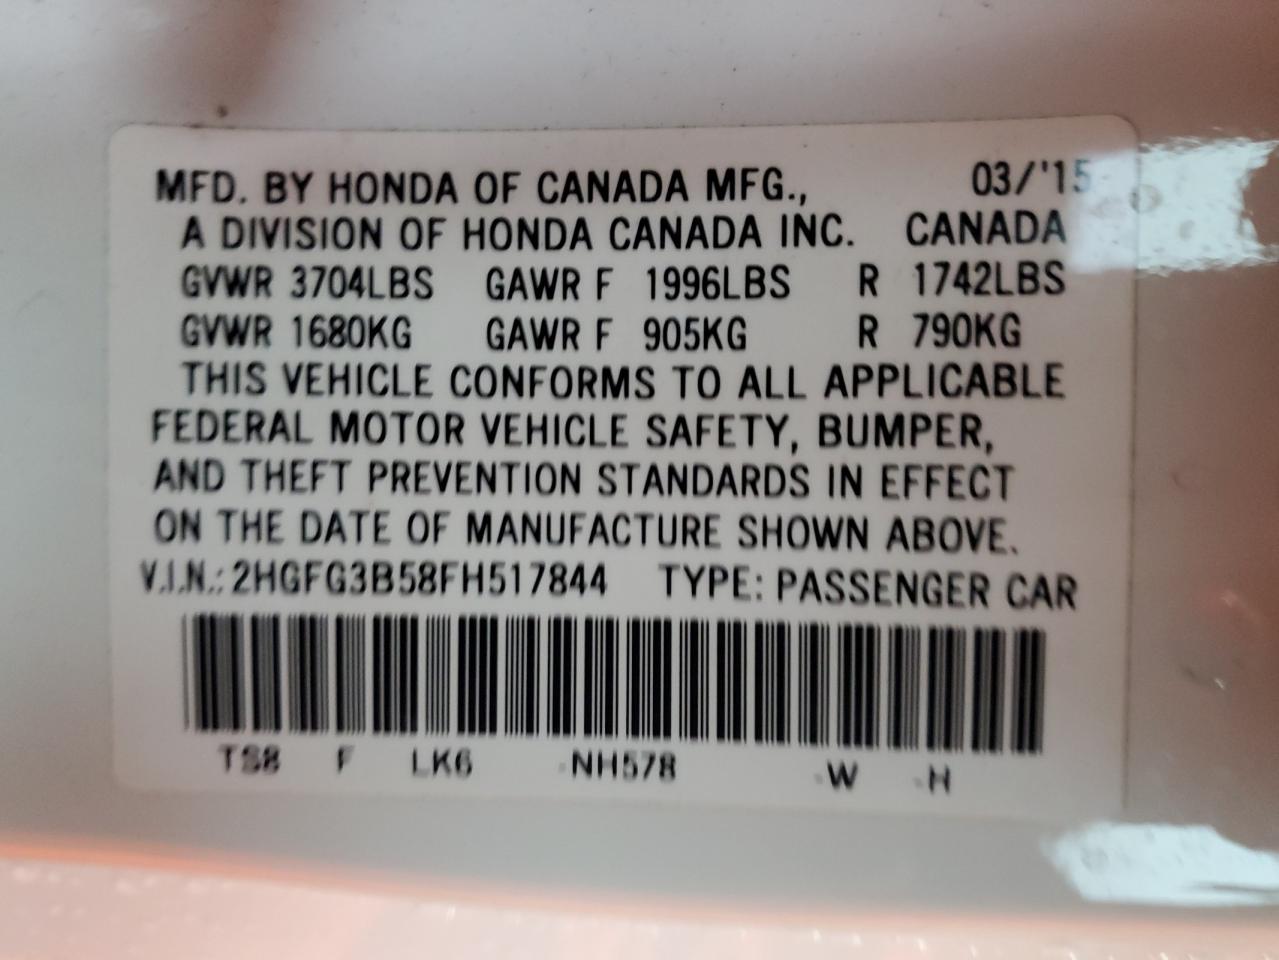 MFD. BY HONDA OF CANADA MFG., 03/'15
A DIVISION OF HONDA CANADA INC. CANADA
GVWR 3704LBS GAWR F 1996LBS R 1742LBS
GVWR 1680KG GAWR F 905KG R 790KG
THIS VEHICLE CONFORMS TO ALL APPLICABLE
FEDERAL MOTOR VEHICLE SAFETY, BUMPER,
AND THEFT PREVENTION STANDARDS IN EFFECT
ON THE DATE OF MANUFACTURE SHOWN ABOVE.
V.I.N.: 2HGFG3B58FH517844 TYPE: PASSENGER CAR
TS8 F LK6 -NH578 -W -H